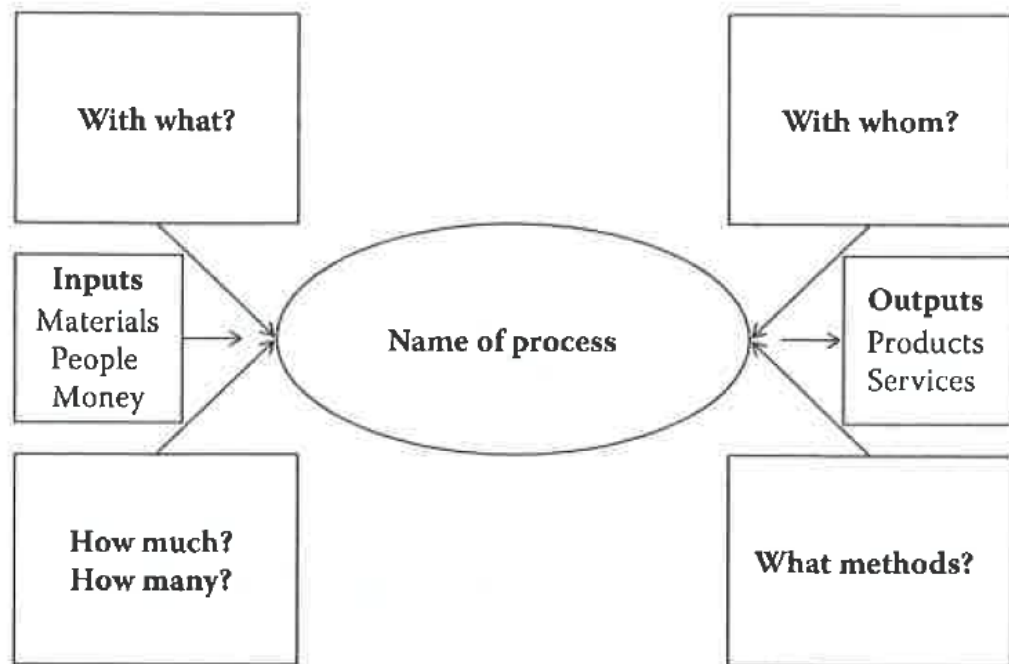 With what?
With whom?
Inputs
Materials
People
Money
Name of process
Outputs
Products
Services
How much?
How many?
What methods?